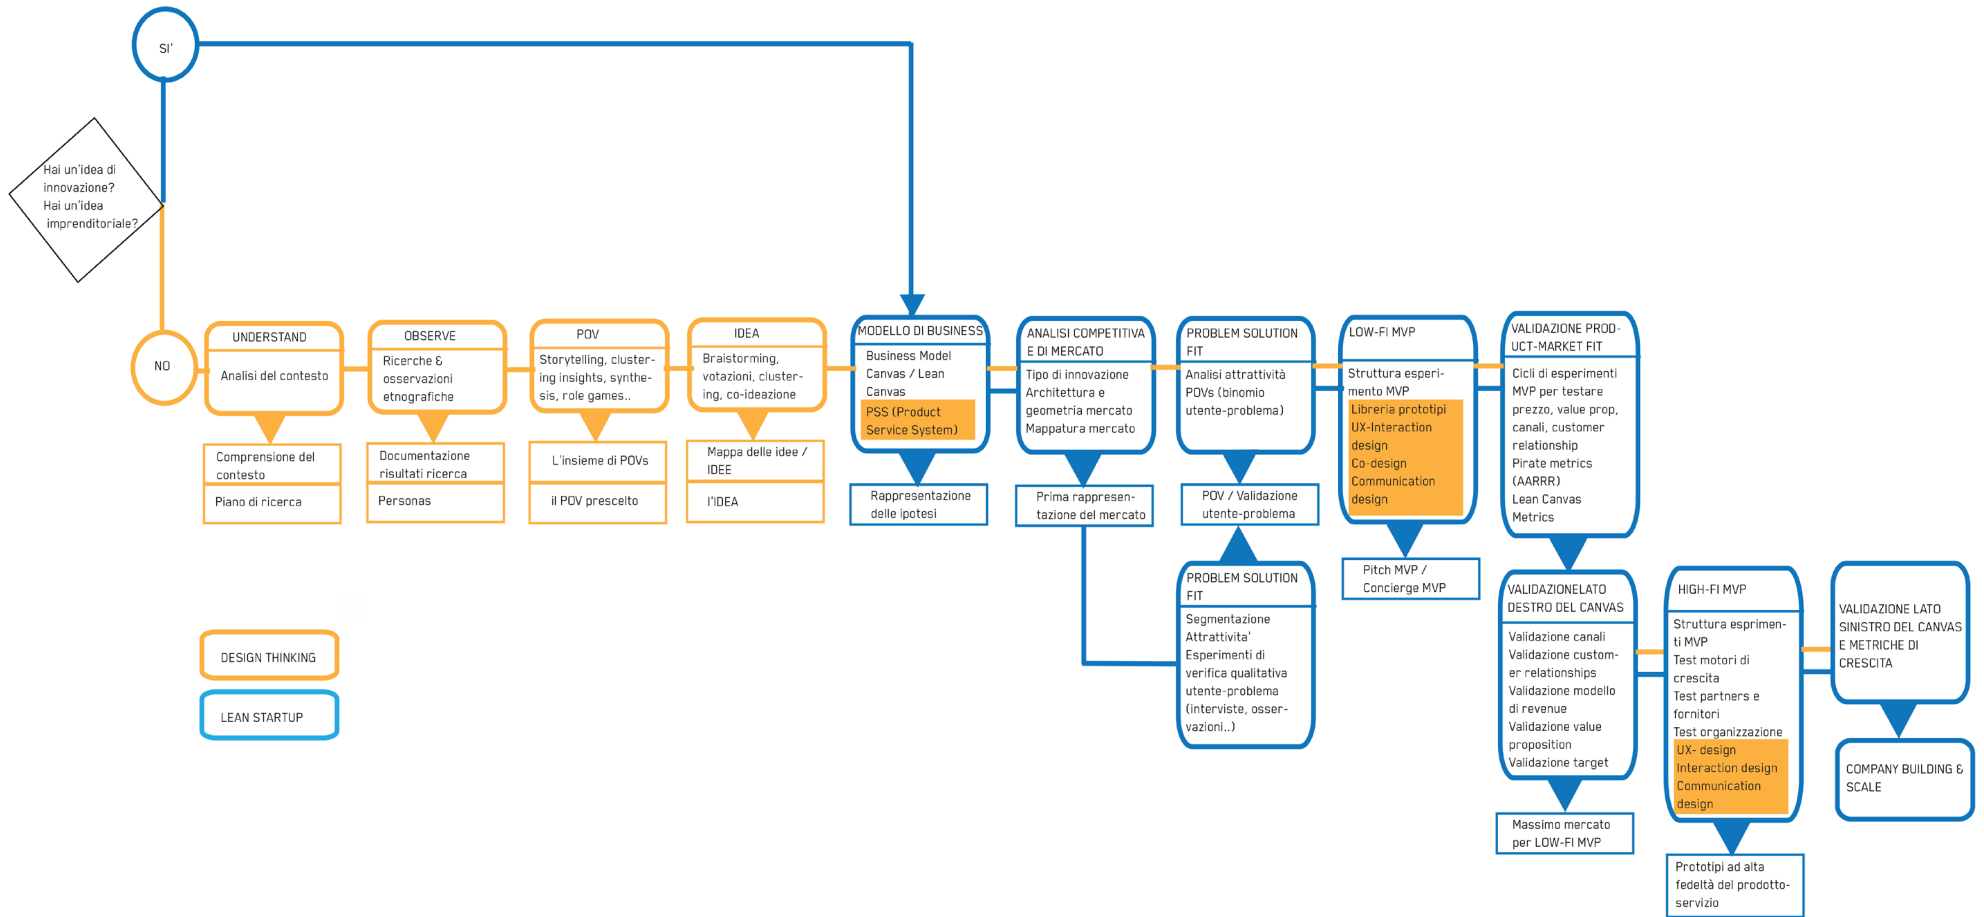 SI'
Hai un'idea di
innovazione?
Hai un'idea
imprenditoriale?
NO
UNDERSTAND
Analisi del contesto
Comprensione del
contesto
Piano di ricerca
OBSERVE
Ricerche &
osservazioni
etnografiche
Documentazione
risultati ricerca
Personas
POV
Storytelling, cluster-
ing insights, synthe-
sis, role games..
L'insieme di POVs
il POV prescelto
IDEA
Braistorming,
votazioni, cluster-
ing, co-ideazione
Mappa delle idee /
IDEE
l'IDEA
MODELLO DI BUSINESS
Business Model
Canvas / Lean
Canvas
PSS (Product
Service System)
Rappresentazione
delle ipotesi
ANALISI COMPETITIVA
E DI MERCATO
Tipo di innovazione
Architettura e
geometria mercato
Mappatura mercato
Prima rappresen-
tazione del mercato
PROBLEM SOLUTION
FIT
Analisi attrattività
POVs (binomio
utente-problema)
POV / Validazione
utente-problema
PROBLEM SOLUTION
FIT
Segmentazione
Attrattivita'
Esperimenti di
verifica qualitativa
utente-problema
(interviste, osser-
vazioni..)
LOW-FI MVP
Struttura esperi-
mento MVP
Libreria prototipi
UX-Interaction
design
Co-design
Communication
design
Pitch MVP /
Concierge MVP
VALIDAZIONE PROD-
UCT-MARKET FIT
Cicli di esperimenti
MVP per testare
prezzo, value prop,
canali, customer
relationship
Pirate metrics
(AARRR)
Lean Canvas
Metrics
VALIDAZIONELATO
DESTRO DEL CANVAS
Validazione canali
Validazione custom-
er relationships
Validazione modello
di revenue
Validazione value
proposition
Validazione target
Massimo mercato
per LOW-FI MVP
HIGH-FI MVP
Struttura esprimen-
ti MVP
Test motori di
crescita
Test partners e
fornitori
Test organizzazione
UX- design
Interaction design
Communication
design
Prototipi ad alta
fedeltà del prodotto-
servizio
VALIDAZIONE LATO
SINISTRO DEL CANVAS
E METRICHE DI
CRESCITA
COMPANY BUILDING &
SCALE
DESIGN THINKING
LEAN STARTUP